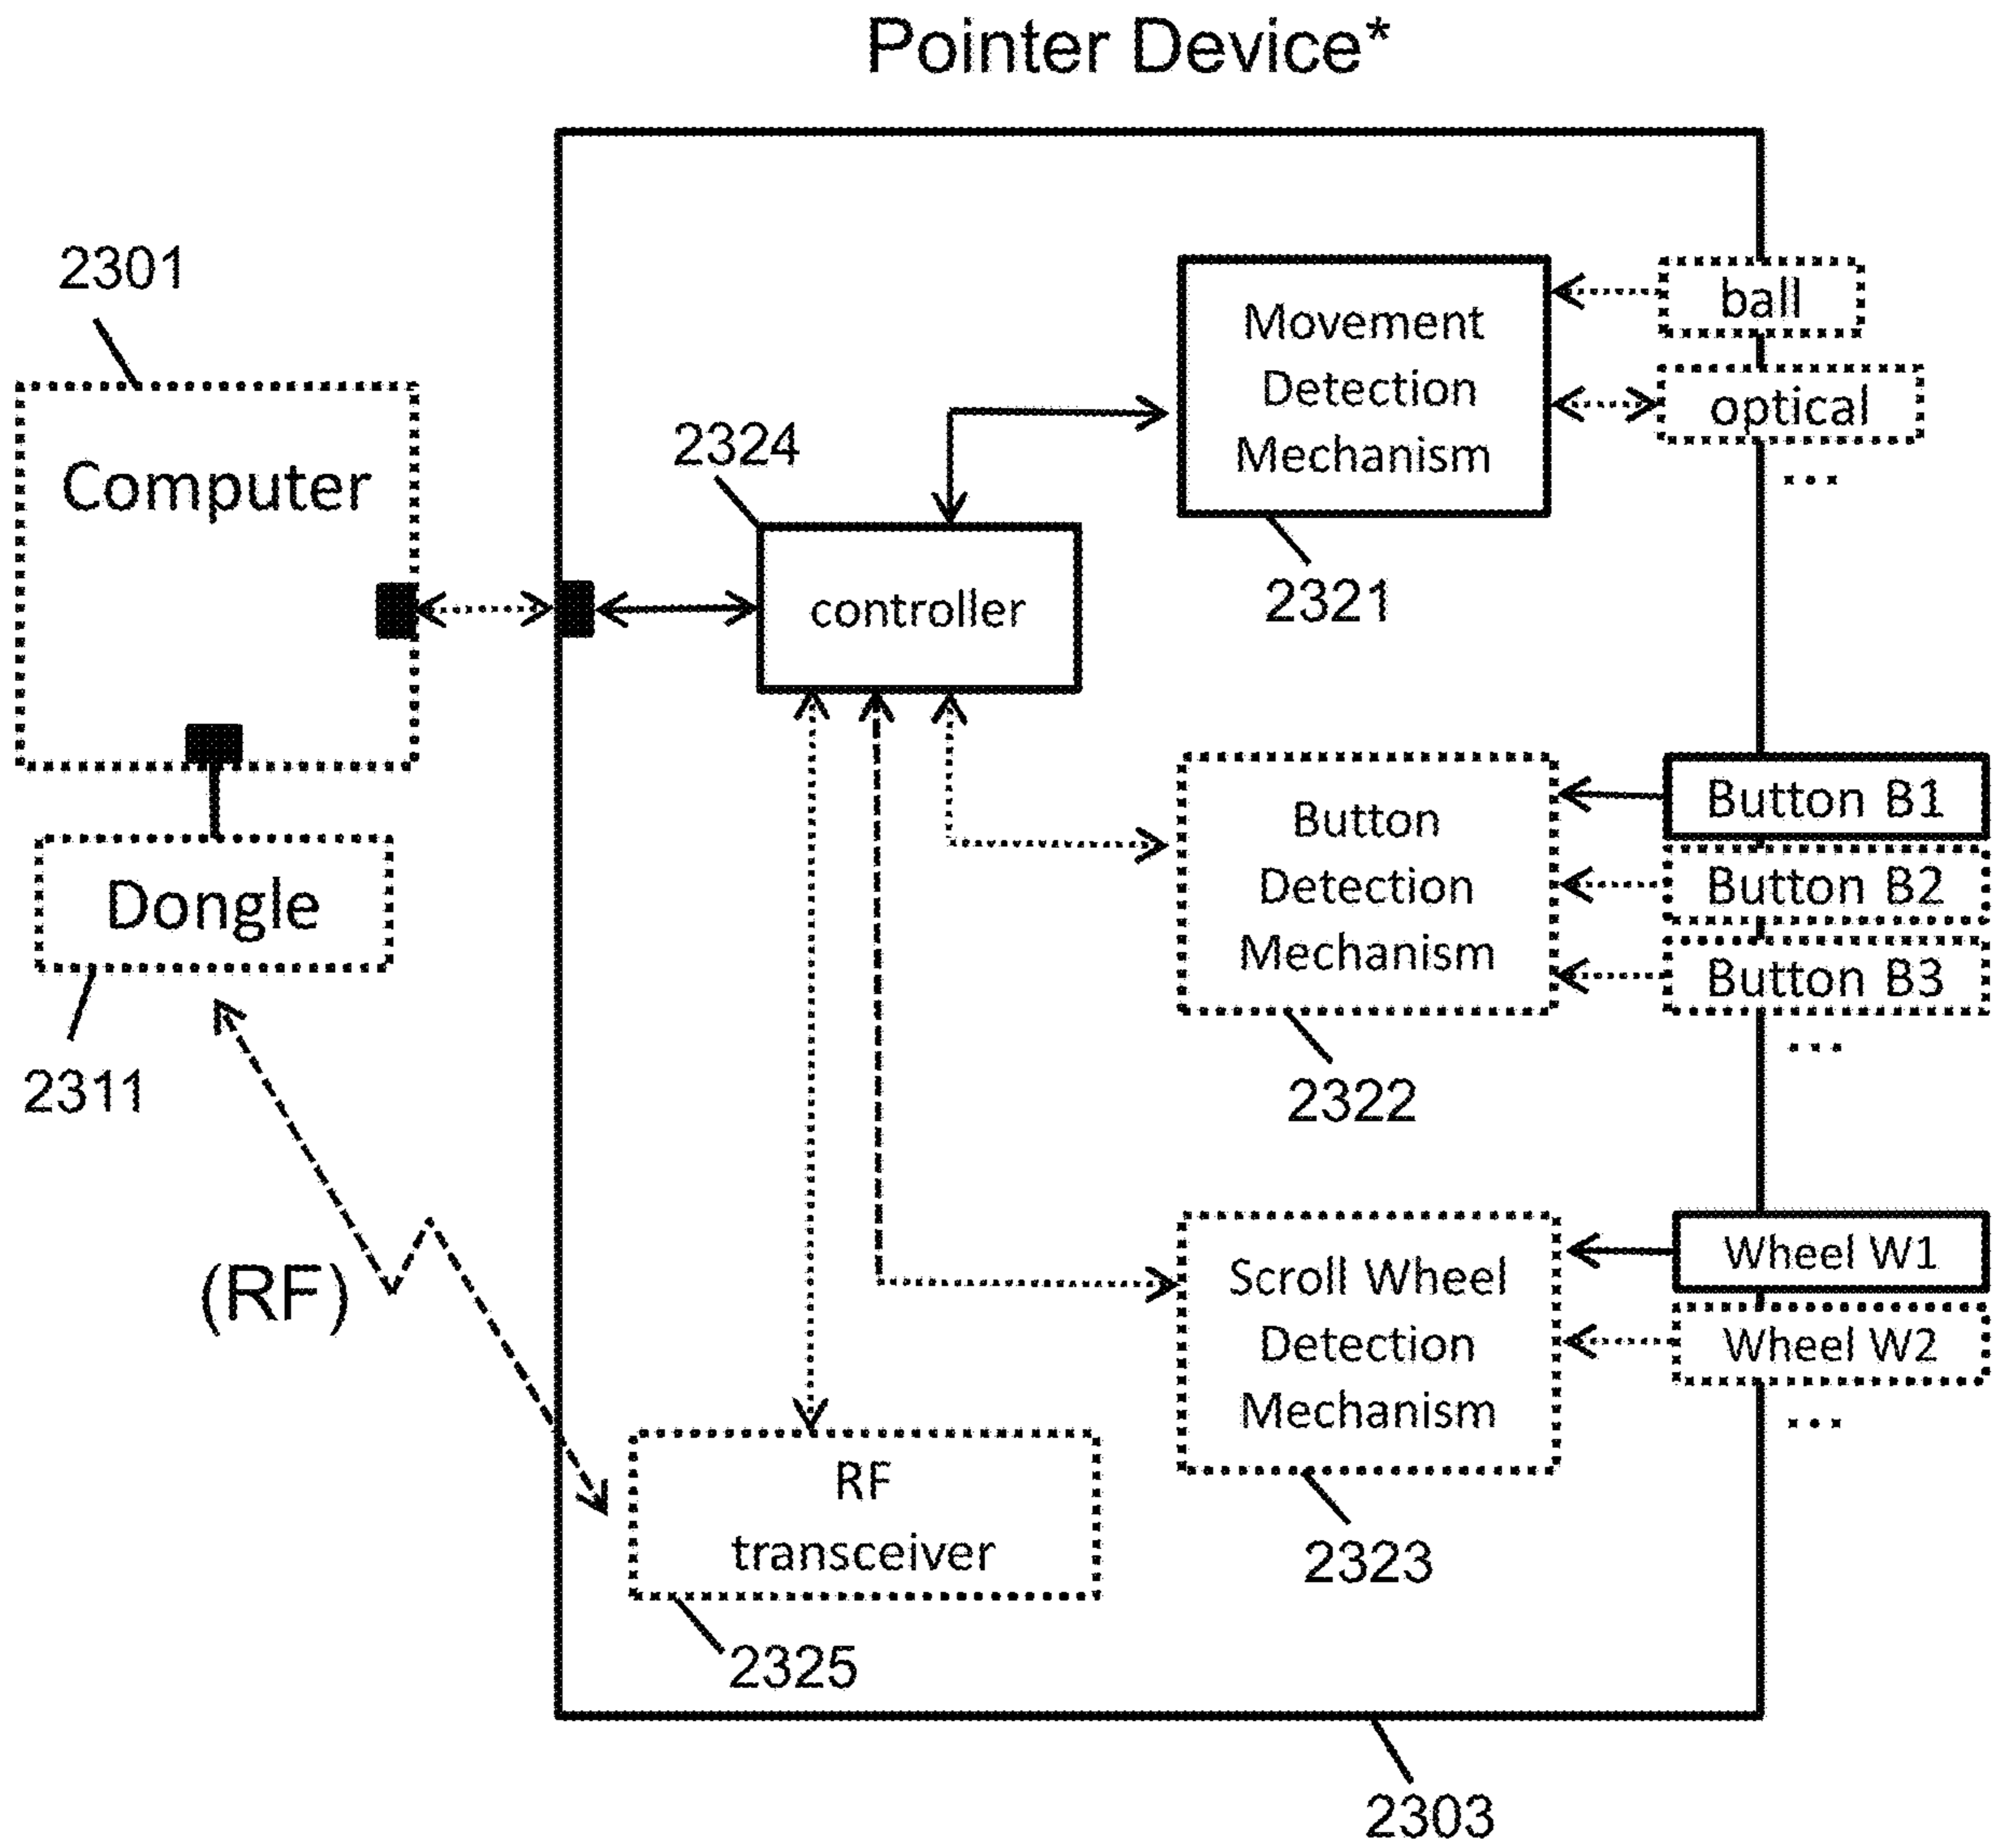 Pointer Device*
2301
Computer
Dongle
2311
(RF)
2324
controller
Movement
Detection
Mechanism
2321
ball
optical
...
Button
Detection
Mechanism
2322
Button B1
Button B2
Button B3
...
Scroll Wheel
Detection
Mechanism
2323
Wheel W1
Wheel W2
...
RF
transceiver
2325
2303